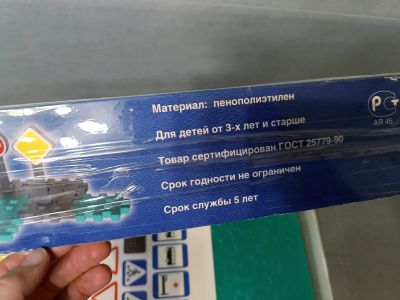 Материал: пенополиэтилен
Для детей от 3-х лет и старше
Товар сертифицирован ГОСТ 25779-90
Срок годности не ограничен
Срок службы 5 лет
АЯ 46